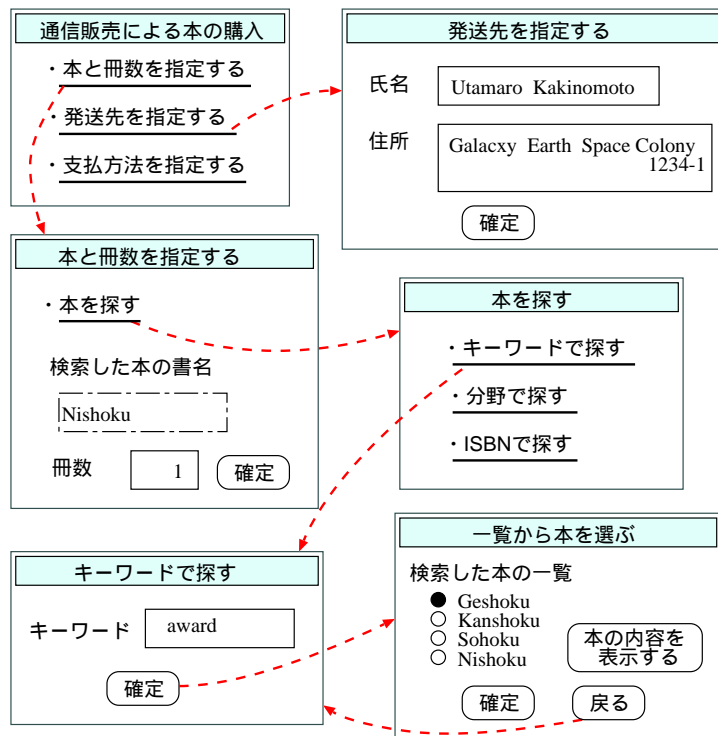 通信販売による本の購入
・本と冊数を指定する
・発送先を指定する
・支払方法を指定する
発送先を指定する
氏名 Utamaro Kakinomoto
住所 Galacxy Earth Space Colony
1234-1
確定
本と冊数を指定する
・本を探す
検索した本の書名
Nishoku
冊数 1 確定
本を探す
・キーワードで探す
・分野で探す
・ISBNで探す
キーワードで探す
キーワード award
確定
一覧から本を選ぶ
検索した本の一覧
Geshoku
Kanshoku
Sohoku
Nishoku
本の内容を
表示する
確定 戻る